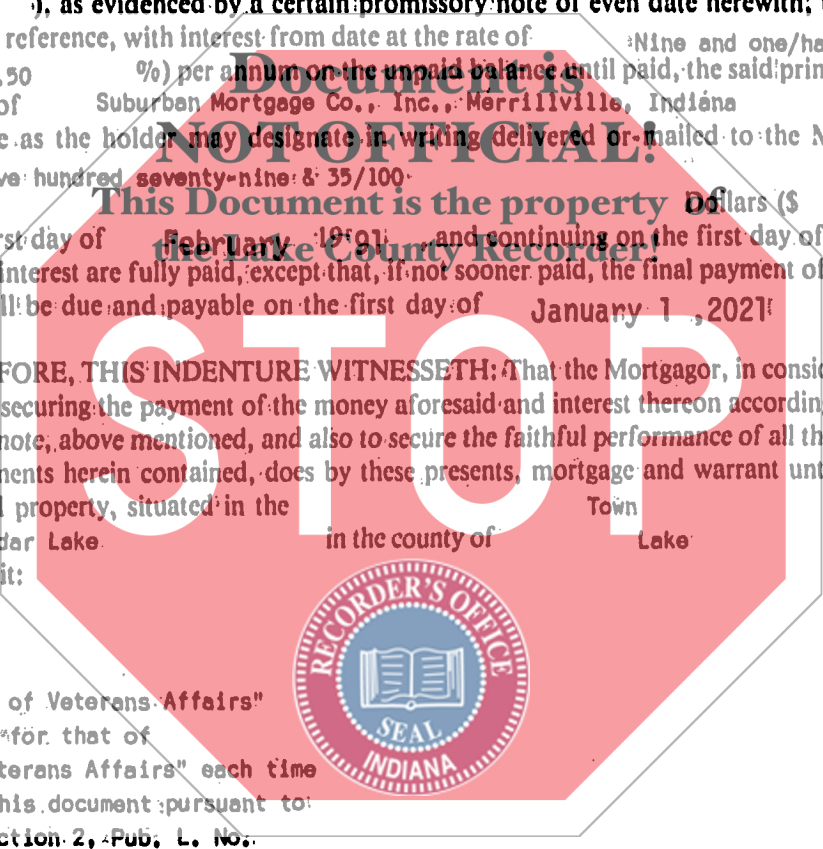 ), as evidenced by a certain promissory note of even date herewith,
reference, with interest from date at the rate of Nine and one/ha
.50 %) per annum on the unpaid balance until paid, the said prin
of Suburban Mortgage Co., Inc., Merrillville, Indiana
e as the holder may designate in writing delivered or mailed to the N
ve hundred seventy-nine & 35/100
Dollars ($
rst day of February 1991 , and continuing on the first day of
interest are fully paid, except that, if not sooner paid, the final payment of
ll be due and payable on the first day of January 1 ,2021
Document is
NOT OFFICIAL!
This Document is the property of
the Lake County Recorder!
STOP
FORE, THIS INDENTURE WITNESSETH: That the Mortgagor, in consid
securing the payment of the money aforesaid and interest thereon accordin
note, above mentioned, and also to secure the faithful performance of all th
ments herein contained, does by these presents, mortgage and warrant unt
property, situated in the Town
dar Lake in the county of Lake
it:
RECORDER'S OFFICE
SEAL
INDIANA
of Veterans Affairs"
for that of
terans Affairs" each time
his document pursuant to
ction 2, Pub. L. No.